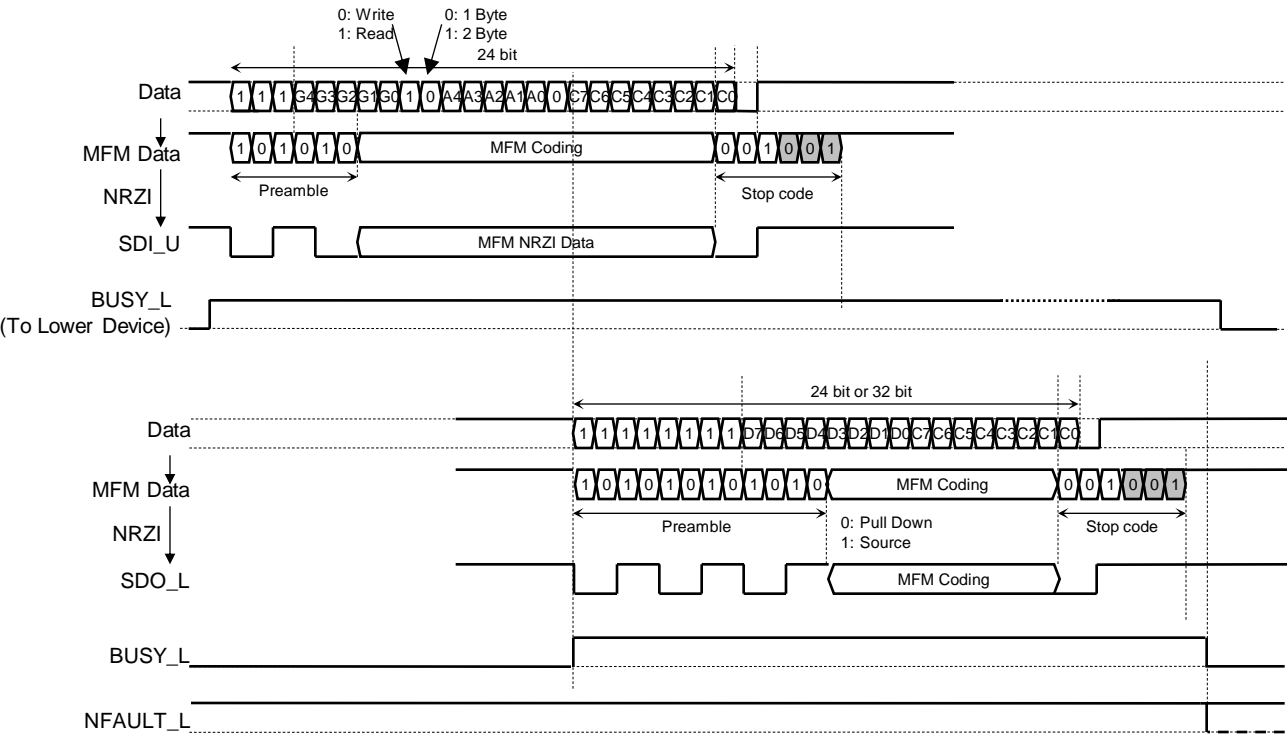 0: Write 0: 1 Byte
1: Read 1: 2 Byte
24 bit
Data 1 1 1 G4 G3 G2 G1 G0 1 0 A4 A3 A2 A1 A0 0 C7 C6 C5 C4 C3 C2 C1 C0
MFM Data 1 0 1 0 1 0 MFM Coding 0 0 1 0 0 1
Preamble Stop code
NRZI
SDI_U MFM NRZI Data
BUSY_L
(To Lower Device)
24 bit or 32 bit
Data 1 1 1 1 1 1 1 1 D7 D6 D5 D4 D3 D2 D1 D0 C7 C6 C5 C4 C3 C2 C1 C0
MFM Data 1 0 1 0 1 0 1 0 1 0 1 0 MFM Coding 0 0 1 0 0 1
Preamble 0: Pull Down Stop code
NRZI 1: Source
SDO_L MFM Coding
BUSY_L
NFAULT_L